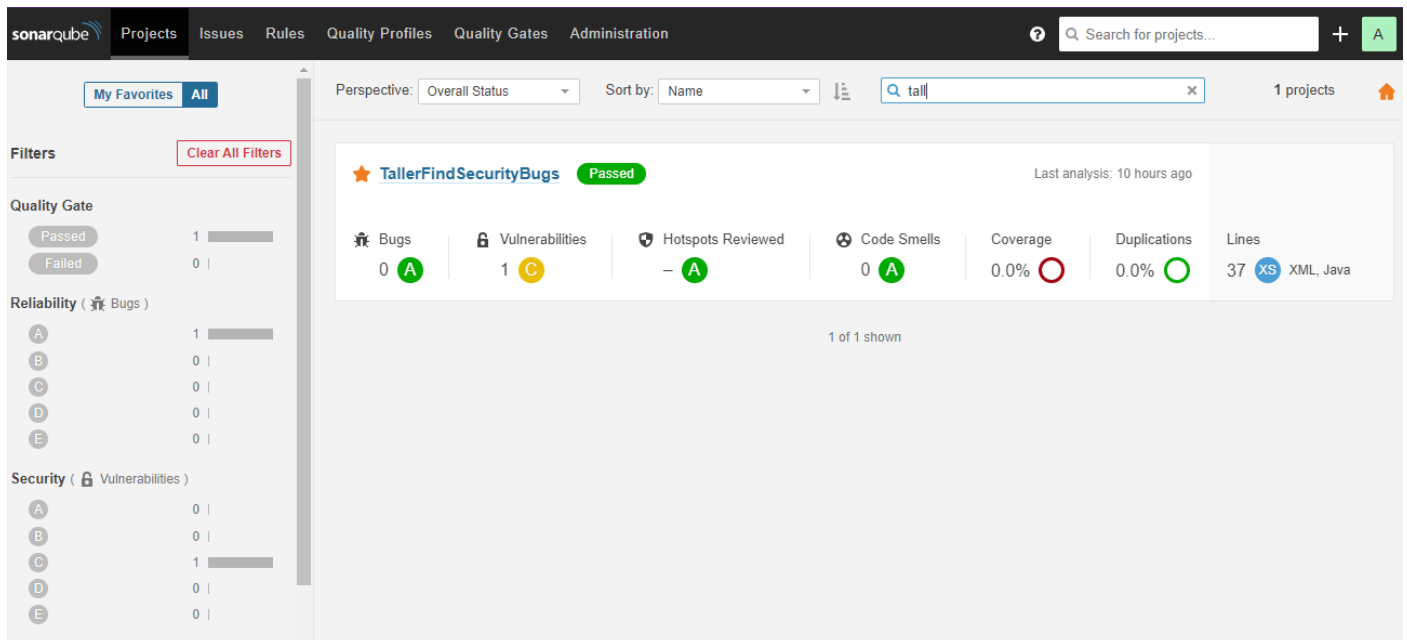 sonarqube Projects Issues Rules Quality Profiles Quality Gates Administration ? Search for projects... + A
My Favorites All
Perspective: Overall Status Sort by: Name tall 1 projects
Filters Clear All Filters
Quality Gate
Passed 1
Failed 0
Reliability ( Bugs )
A 1
B 0
C 0
D 0
E 0
Security ( Vulnerabilities )
A 0
B 0
C 1
D 0
E 0
TallerFindSecurityBugs Passed Last analysis: 10 hours ago
Bugs Vulnerabilities Hotspots Reviewed Code Smells Coverage Duplications Lines
0 A 1 C – A 0 A 0.0% 0.0% 37 XS XML, Java
1 of 1 shown